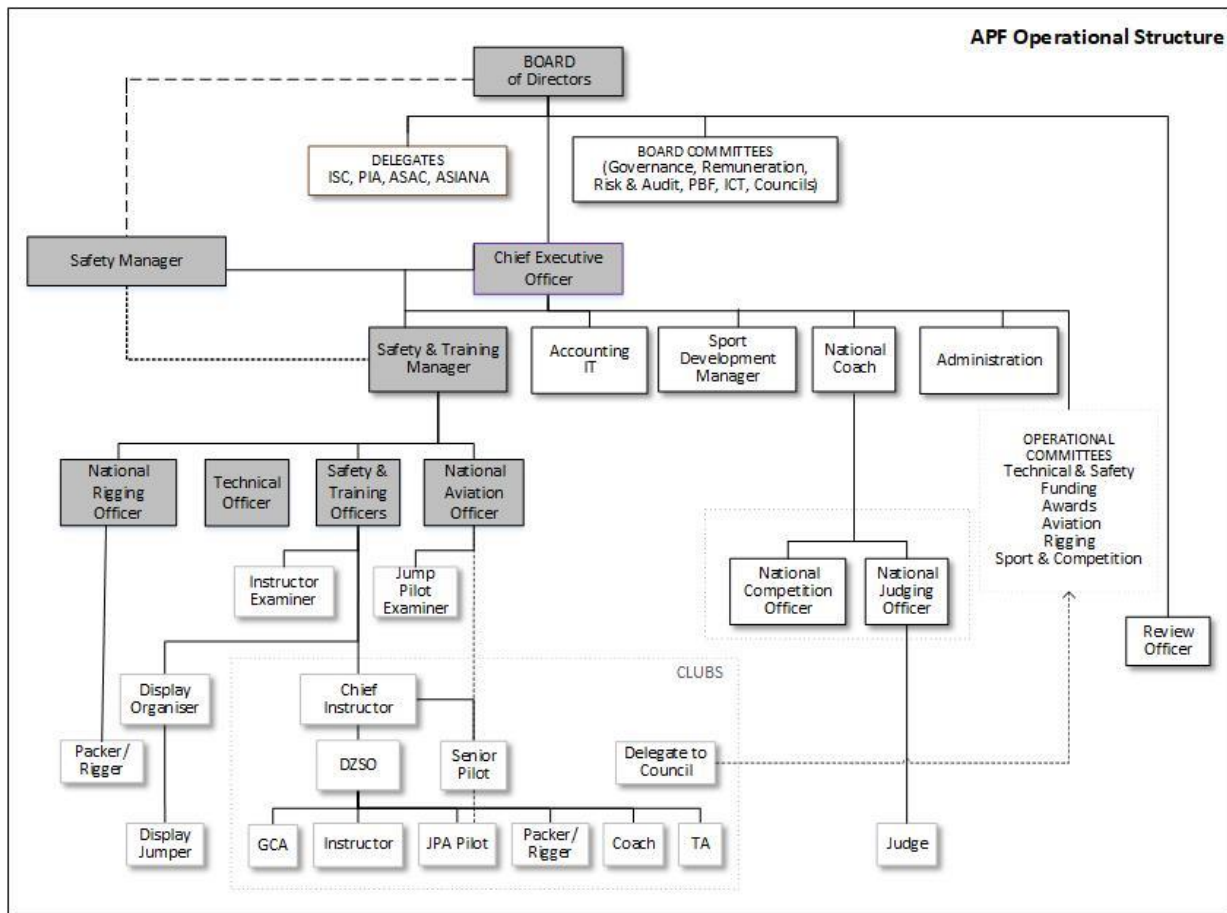 APF Operational Structure
BOARD
of Directors
DELEGATES
ISC, PIA, ASAC, ASIANA
BOARD COMMITTEES
(Governance, Remuneration,
Risk & Audit, PBF, ICT, Councils)
Safety Manager
Chief Executive
Officer
Safety & Training
Manager
Accounting
IT
Sport
Development
Manager
National
Coach
Administration
OPERATIONAL
COMMITTEES
Technical & Safety
Funding
Awards
Aviation
Rigging
Sport & Competition
National
Rigging
Officer
Technical
Officer
Safety &
Training
Officers
National
Aviation
Officer
Instructor
Examiner
Jump
Pilot
Examiner
National
Competition
Officer
National
Judging
Officer
Review
Officer
CLUBS
Display
Organiser
Chief
Instructor
Packer/
Rigger
DZSO
Senior
Pilot
Delegate to
Council
Display
Jumper
GCA
Instructor
JPA Pilot
Packer/
Rigger
Coach
TA
Judge